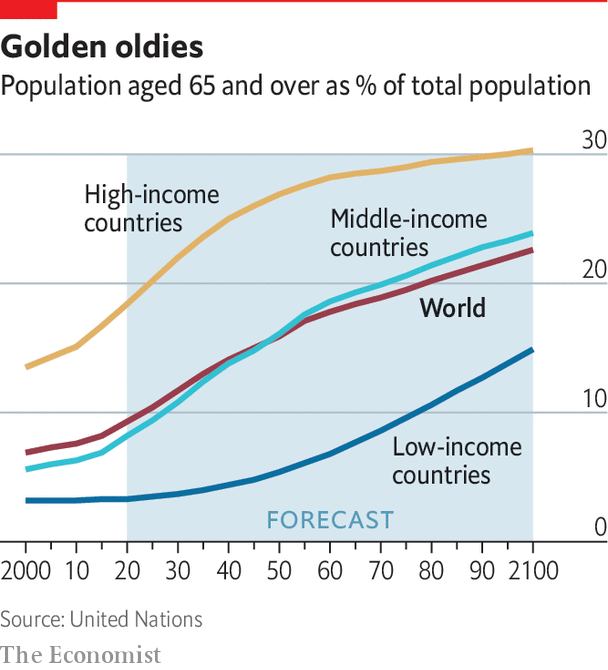 Golden oldies
Population aged 65 and over as % of total population
30
High-income
countries
Middle-income
countries
20
World
10
Low-income
countries
FORECAST
0
2000 10 20 30 40 50 60 70 80 90 2100
Source: United Nations
The Economist